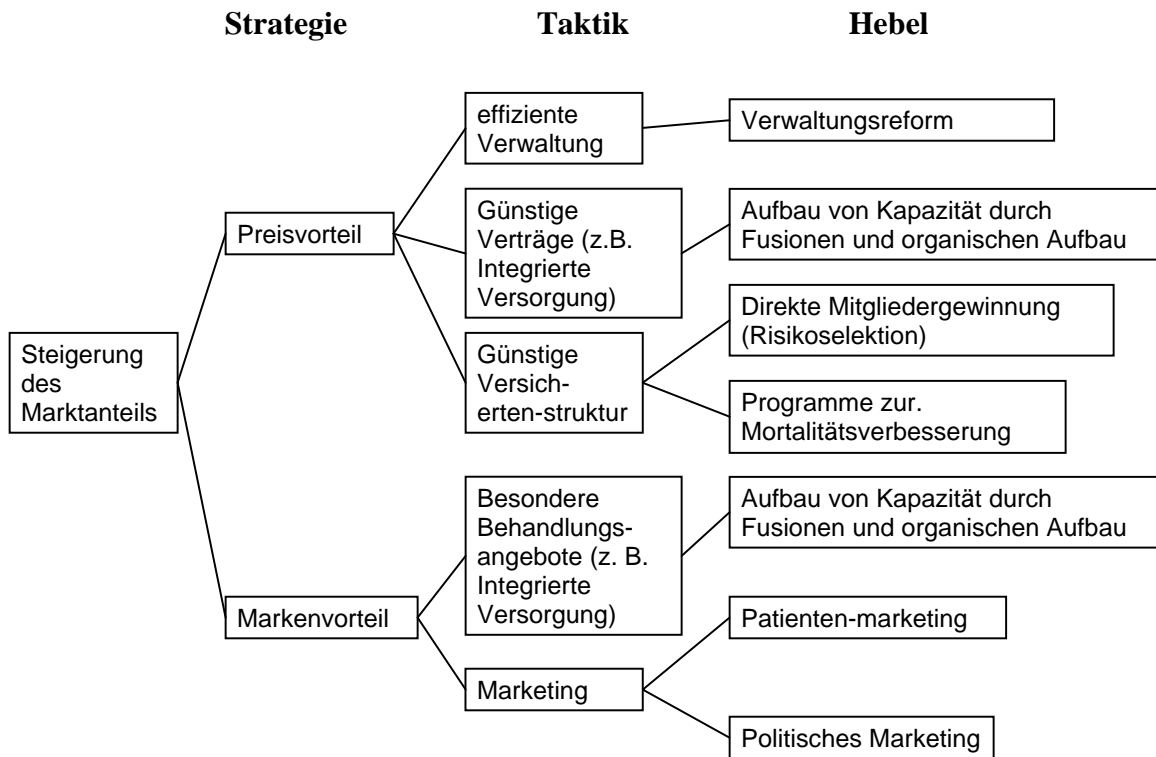 Strategie Taktik Hebel
effiziente
Verwaltung
Verwaltungsreform
Preisvorteil
Günstige
Verträge (z.B.
Integrierte
Versorgung)
Aufbau von Kapazität durch
Fusionen und organischen Aufbau
Steigerung
des
Marktanteils
Günstige
Versich-
erten-struktur
Direkte Mitgliedergewinnung
(Risikoselektion)
Programme zur.
Mortalitätsverbesserung
Markenvorteil
Besondere
Behandlungs-
angebote (z. B.
Integrierte
Versorgung)
Aufbau von Kapazität durch
Fusionen und organischen Aufbau
Marketing
Patienten-marketing
Politisches Marketing